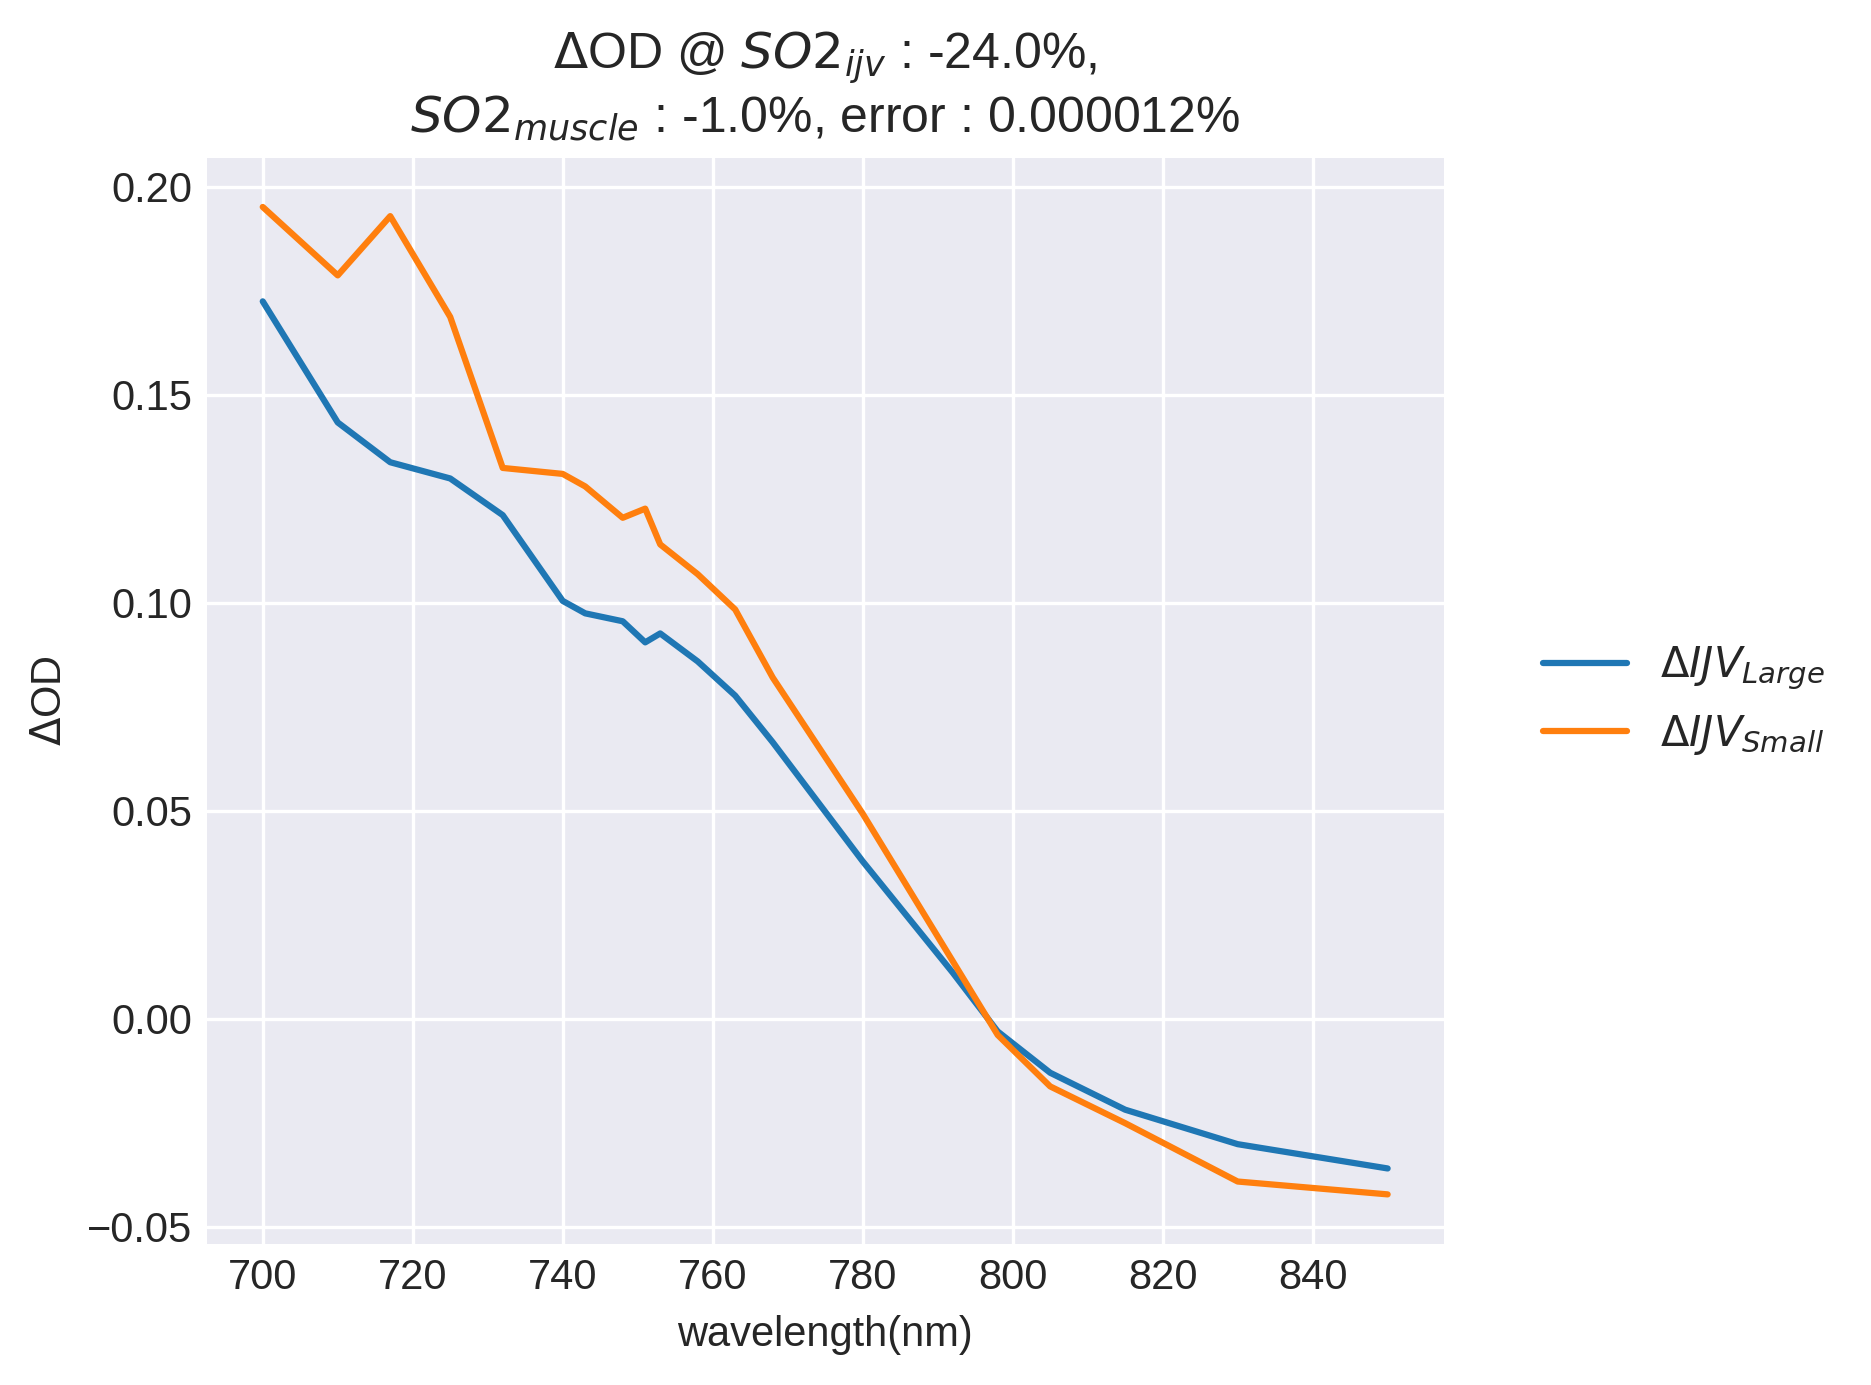 ΔOD @ SO2ijv : -24.0%,
SO2muscle : -1.0%, error : 0.000012%
0.20
0.15
0.10
0.05
0.00
−0.05
ΔOD
700 720 740 760 780 800 820 840
wavelength(nm)
ΔIJVLarge
ΔIJVSmall